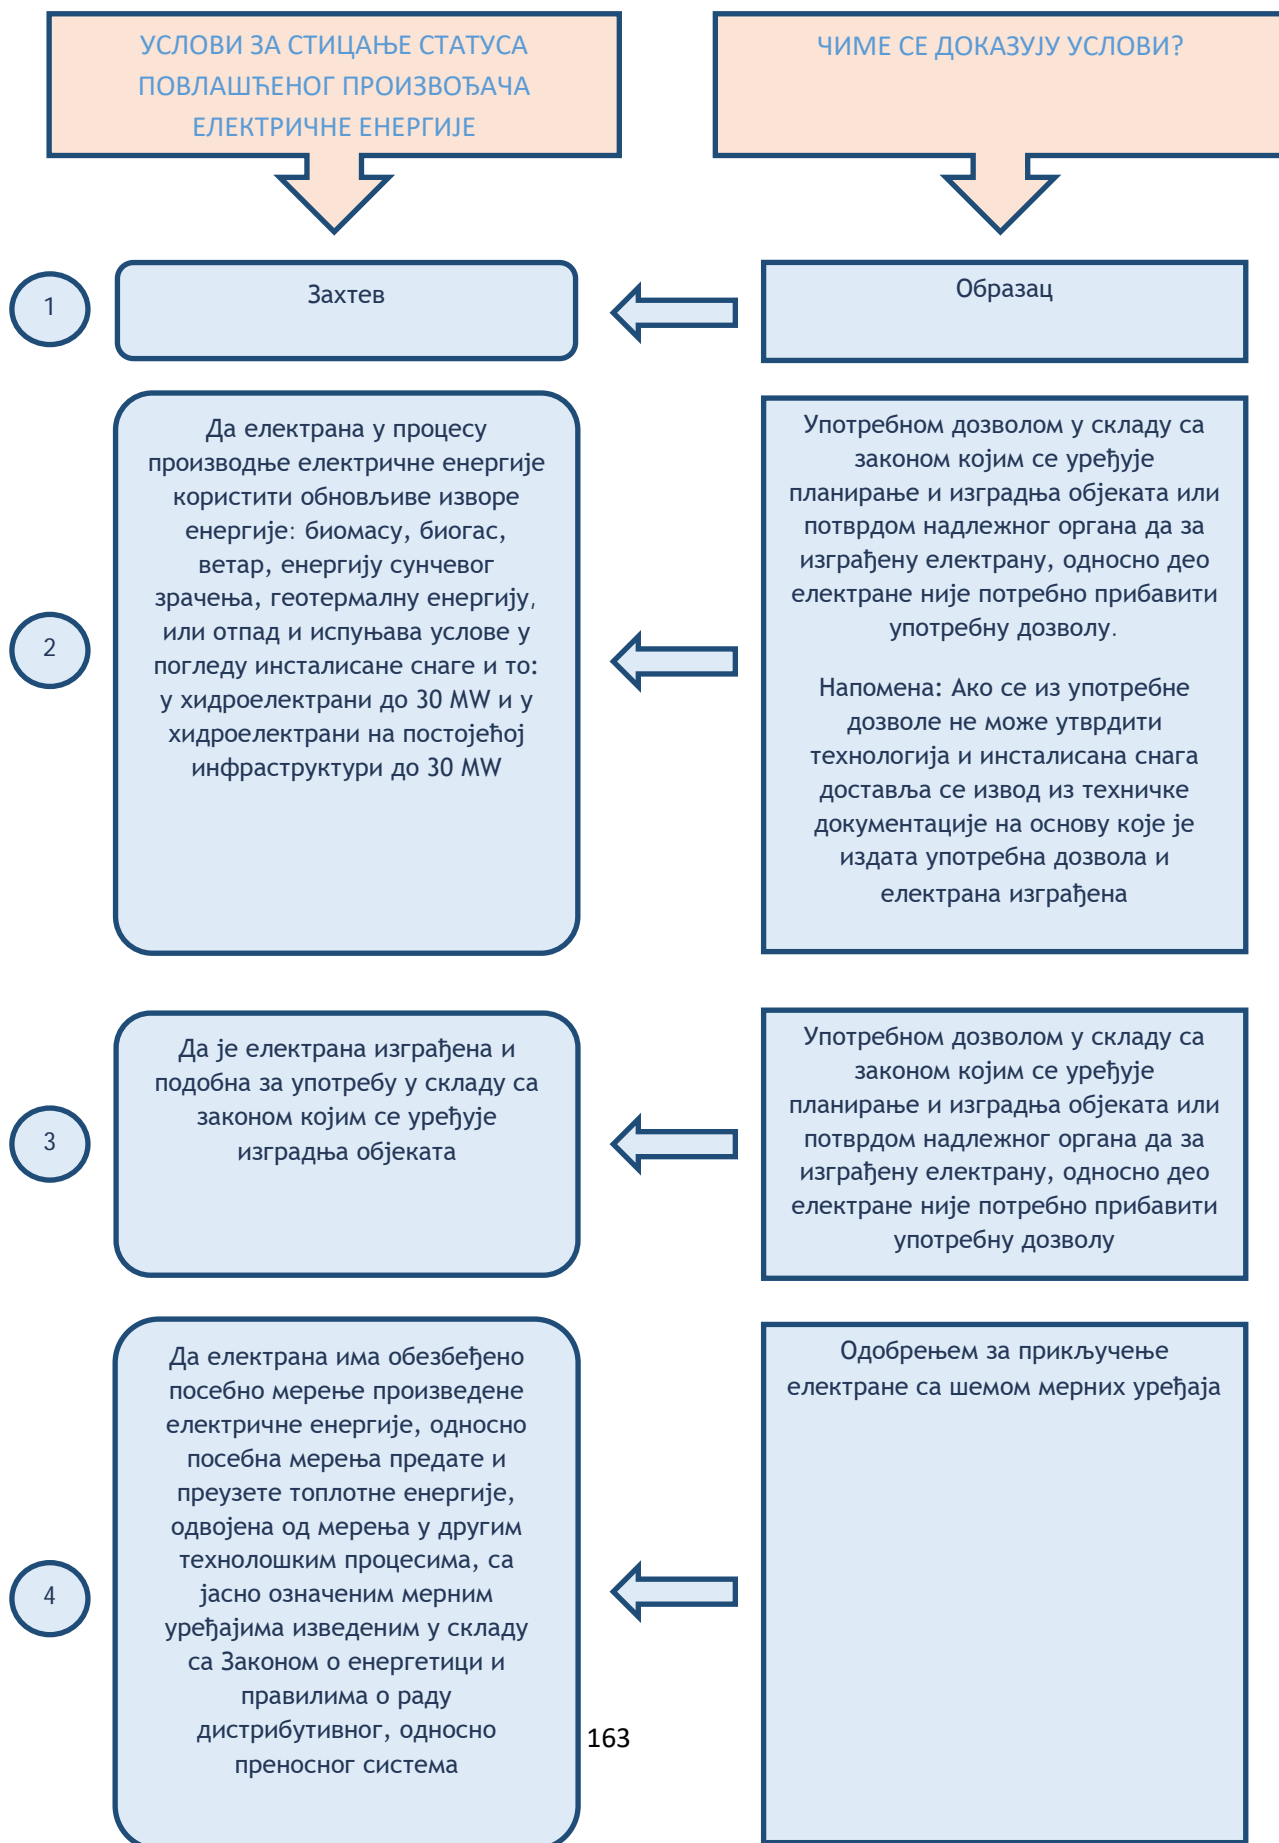 УСЛОВИ ЗА СТИЦАЊЕ СТАТУСА
ПОВЛАШЋЕНОГ ПРОИЗВОЂАЧА
ЕЛЕКТРИЧНЕ ЕНЕРГИЈЕ
ЧИМЕ СЕ ДОКАЗУЈУ УСЛОВИ?
1
Захтев
Образац
2
Да електрана у процесу
производње електричне енергије
користити обновљиве изворе
енергије: биомасу, биогас,
ветар, енергију сунчевог
зрачења, геотермалну енергију,
или отпад и испуњава услове у
погледу инсталисане снаге и то:
у хидроелектрани до 30 MW и у
хидроелектрани на постојећој
инфраструктури до 30 MW
Употребном дозволом у складу са
законом којим се уређује
планирање и изградња објеката или
потврдом надлежног органа да за
изграђену електрану, односно део
електране није потребно прибавити
употребну дозволу.
Напомена: Ако се из употребне
дозволе не може утврдити
технологија и инсталисана снага
доставља се извод из техничке
документације на основу које је
издата употребна дозвола и
електрана изграђена
3
Да је електрана изграђена и
подобна за употребу у складу са
законом којим се уређује
изградња објеката
Употребном дозволом у складу са
законом којим се уређује
планирање и изградња објеката или
потврдом надлежног органа да за
изграђену електрану, односно део
електране није потребно прибавити
употребну дозволу
4
Да електрана има обезбеђено
посебно мерење произведене
електричне енергије, односно
посебна мерења предате и
преузете топлотне енергије,
одвојена од мерења у другим
технолошким процесима, са
јасно означеним мерним
уређајима изведеним у складу
са Законом о енергетици и
правилима о раду
дистрибутивног, односно
преносног система
Одобрењем за прикључење
електране са шемом мерних уређаја
163